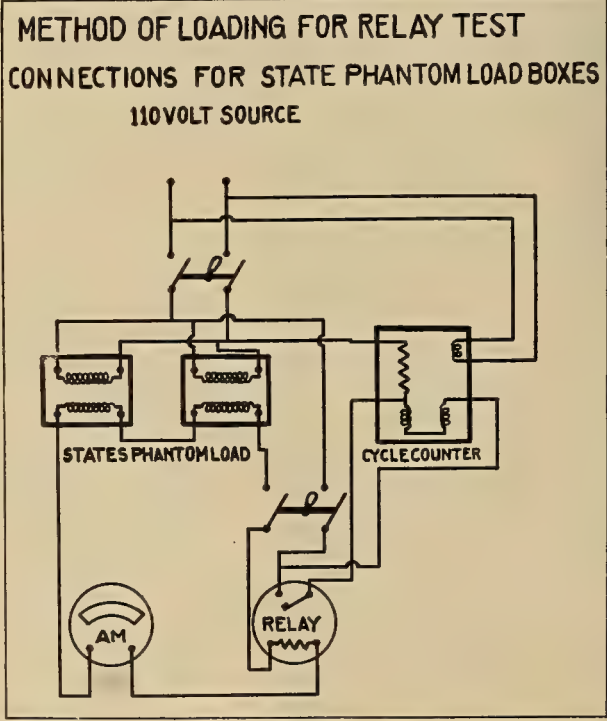 METHOD OF LOADING FOR RELAY TEST
CONNECTIONS FOR STATE PHANTOM LOAD BOXES
110 VOLT SOURCE
STATES PHANTOM LOAD
CYCLE COUNTER
AM
RELAY